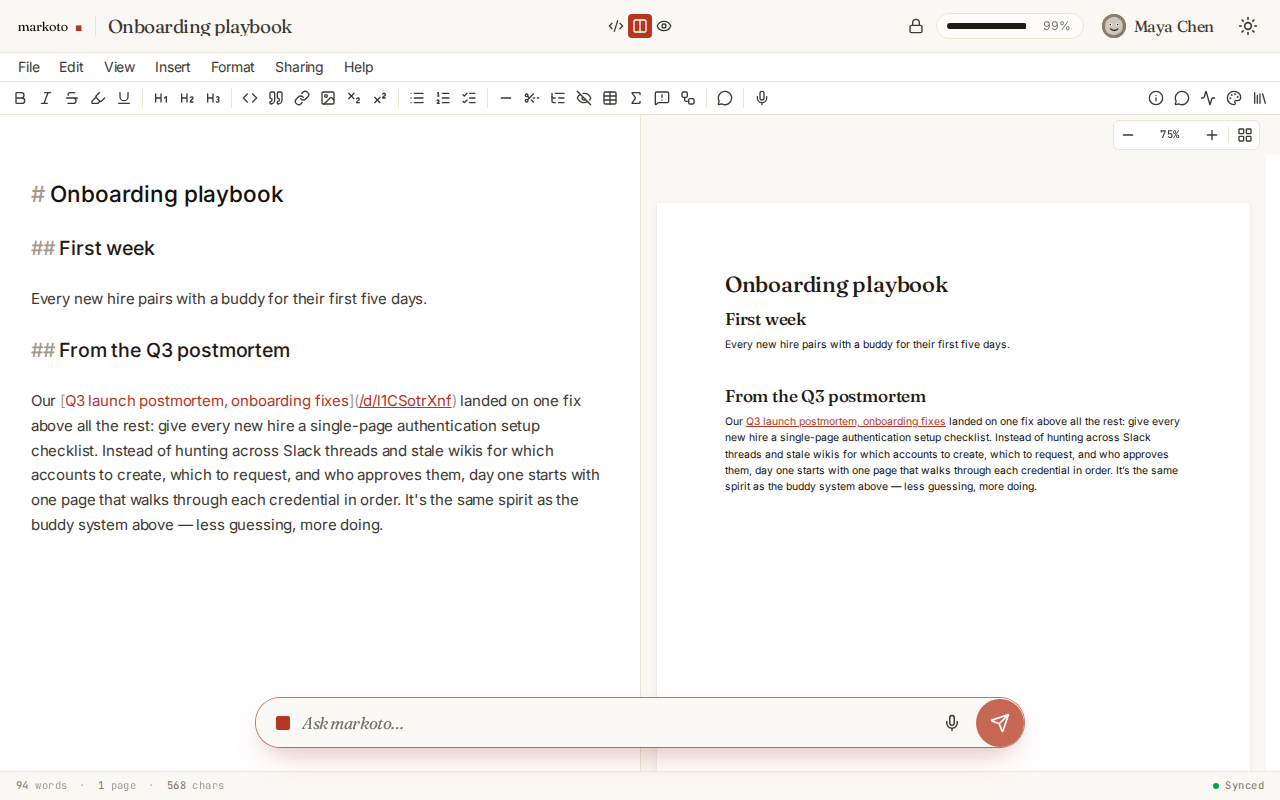 markoto
Onboarding playbook
99%
Maya Chen
File Edit View Insert Format Sharing Help
H1 H2 H3
75%
# Onboarding playbook
## First week
Every new hire pairs with a buddy for their first five days.
## From the Q3 postmortem
Our [Q3 launch postmortem, onboarding fixes](/d/l1CSotrXnf) landed on one fix
above all the rest: give every new hire a single-page authentication setup
checklist. Instead of hunting across Slack threads and stale wikis for which
accounts to create, which to request, and who approves them, day one starts with
one page that walks through each credential in order. It's the same spirit as the
buddy system above — less guessing, more doing.
Onboarding playbook
First week
Every new hire pairs with a buddy for their first five days.
From the Q3 postmortem
Our Q3 launch postmortem, onboarding fixes landed on one fix above all the rest: give every
new hire a single-page authentication setup checklist. Instead of hunting across Slack
threads and stale wikis for which accounts to create, which to request, and who approves
them, day one starts with one page that walks through each credential in order. It's the same
spirit as the buddy system above — less guessing, more doing.
Ask markoto...
94 words · 1 page · 568 chars
Synced